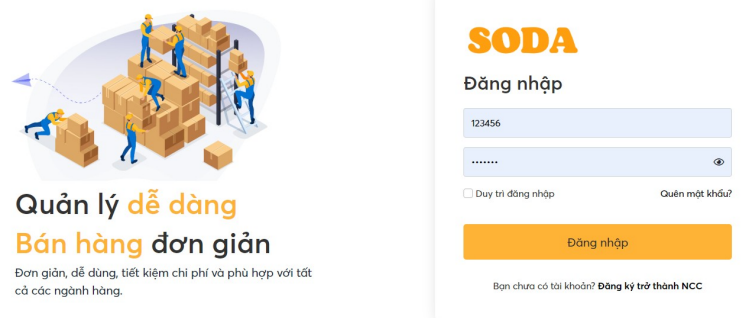 Quản lý dễ dàng
Bán hàng đơn giản
Đơn giản, dễ dùng, tiết kiệm chi phí và phù hợp với tất
cả các ngành hàng.
SODA
Đăng nhập
123456
•••••••
Duy trì đăng nhập
Quên mật khẩu?
Đăng nhập
Bạn chưa có tài khoản? Đăng ký trở thành NCC